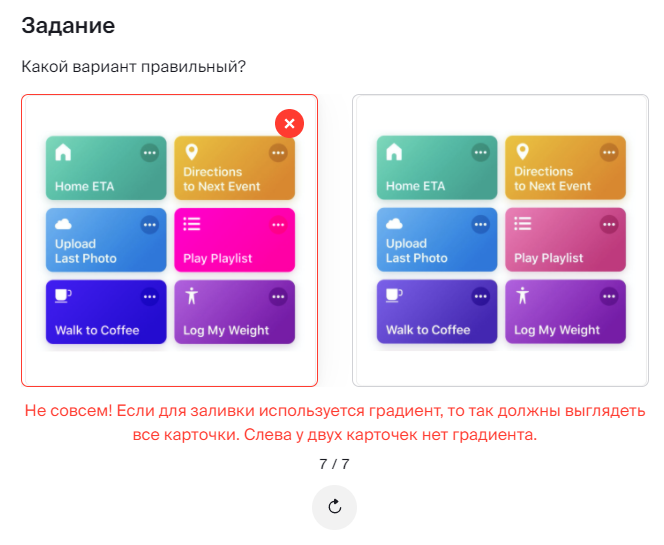 Задание
Какой вариант правильный?
Home ETA
Directions
to Next Event
Upload
Last Photo
Play Playlist
Walk to Coffee
Log My Weight
Home ETA
Directions
to Next Event
Upload
Last Photo
Play Playlist
Walk to Coffee
Log My Weight
Не совсем! Если для заливки используется градиент, то так должны выглядеть
все карточки. Слева у двух карточек нет градиента.
7 / 7